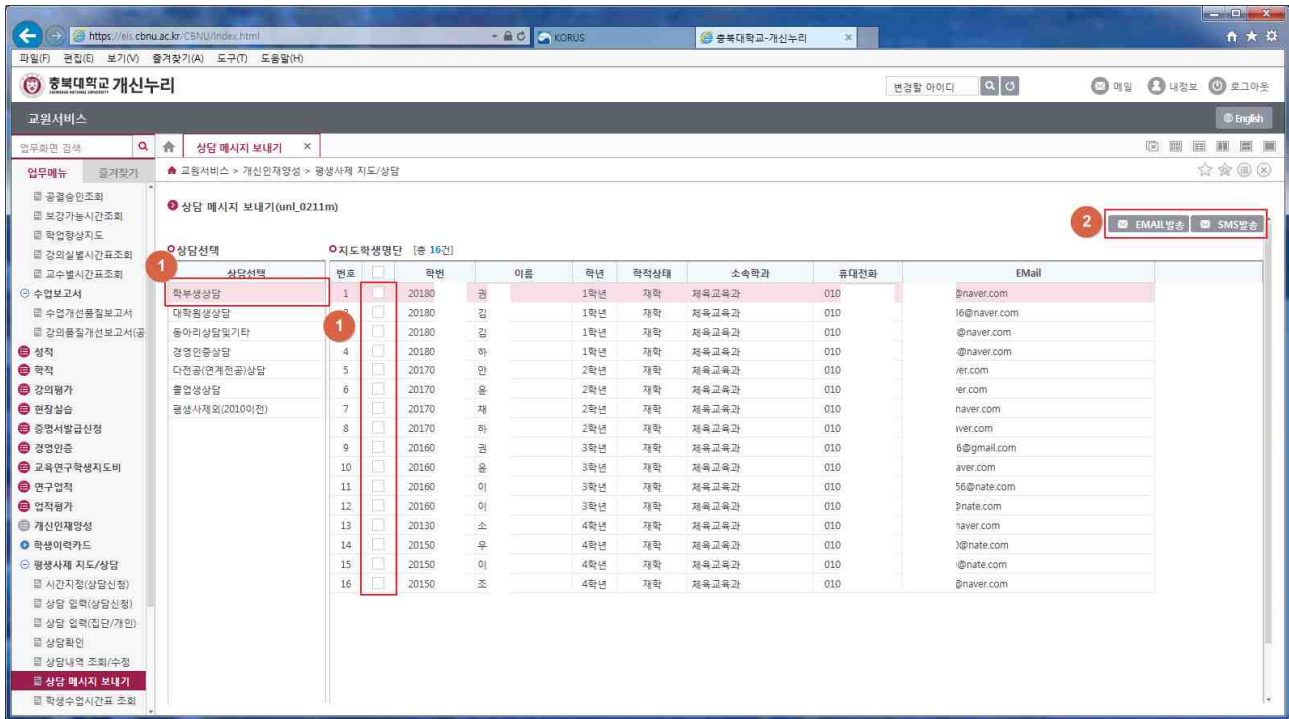 https://eis.cbnu.ac.kr/CBNU/index.html KORUS 충북대학교-개신누리
파일(F) 편집(E) 보기(V) 즐겨찾기(A) 도구(T) 도움말(H)
충북대학교 개신누리 변경할 아이디 메일 내정보 로그아웃
교원서비스 English
업무화면 검색 상담 메시지 보내기
업무메뉴 즐겨찾기 교원서비스 > 개신인재양성 > 평생사제 지도/상담
공결승인조회
보강가능시간조회
학업향상지도
강의실별시간표조회
교수별시간표조회
수업보고서
수업개선품질보고서
강의품질개선보고서(공
성적
학적
강의평가
현장실습
증명서발급신청
경영인증
교육연구학생지도비
연구업적
업적평가
개신인재양성
학생이력카드
평생사제 지도/상담
시간지정(상담신청)
상담 입력(상담신청)
상담 입력(집단/개인)
상담확인
상담내역 조회/수정
상담 메시지 보내기
학생수업시간표 조회
상담 메시지 보내기(unl_0211m)
2 EMAIL발송 SMS발송
상담선택
1 상담선택
학부생상담
대학원생상담
동아리상담및기타
경영인증상담
다전공(연계전공)상담
졸업생상담
평생사제외(2010이전)
지도학생명단 [총 16건]
번호 학번 이름 학년 학적상태 소속학과 휴대전화 EMail
1 20180 권 1학년 재학 체육교육과 010 @naver.com
20180 김 1학년 재학 체육교육과 010 36@naver.com
1 20180 김 1학년 재학 체육교육과 010 @naver.com
4 20180 하 1학년 재학 체육교육과 010 @naver.com
5 20170 안 2학년 재학 체육교육과 010 ver.com
6 20170 윤 2학년 재학 체육교육과 010 ver.com
7 20170 채 2학년 재학 체육교육과 010 naver.com
8 20170 하 2학년 재학 체육교육과 010 aver.com
9 20160 권 3학년 재학 체육교육과 010 6@gmail.com
10 20160 윤 3학년 재학 체육교육과 010 aver.com
11 20160 이 3학년 재학 체육교육과 010 56@nate.com
12 20160 이 3학년 재학 체육교육과 010 @nate.com
13 20130 소 4학년 재학 체육교육과 010 naver.com
14 20150 우 4학년 재학 체육교육과 010 @nate.com
15 20150 이 4학년 재학 체육교육과 010 @nate.com
16 20150 조 4학년 재학 체육교육과 010 @naver.com